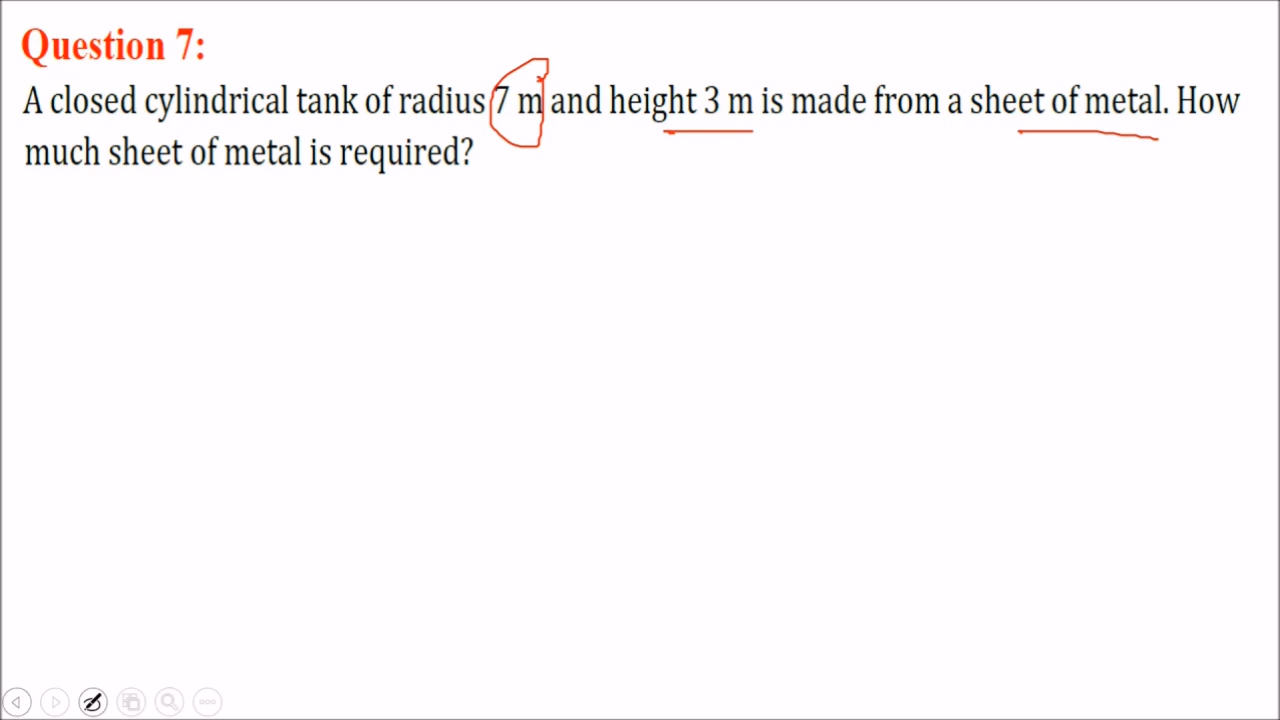 Question 7:
A closed cylindrical tank of radius 7 m and height 3 m is made from a sheet of metal. How
much sheet of metal is required?